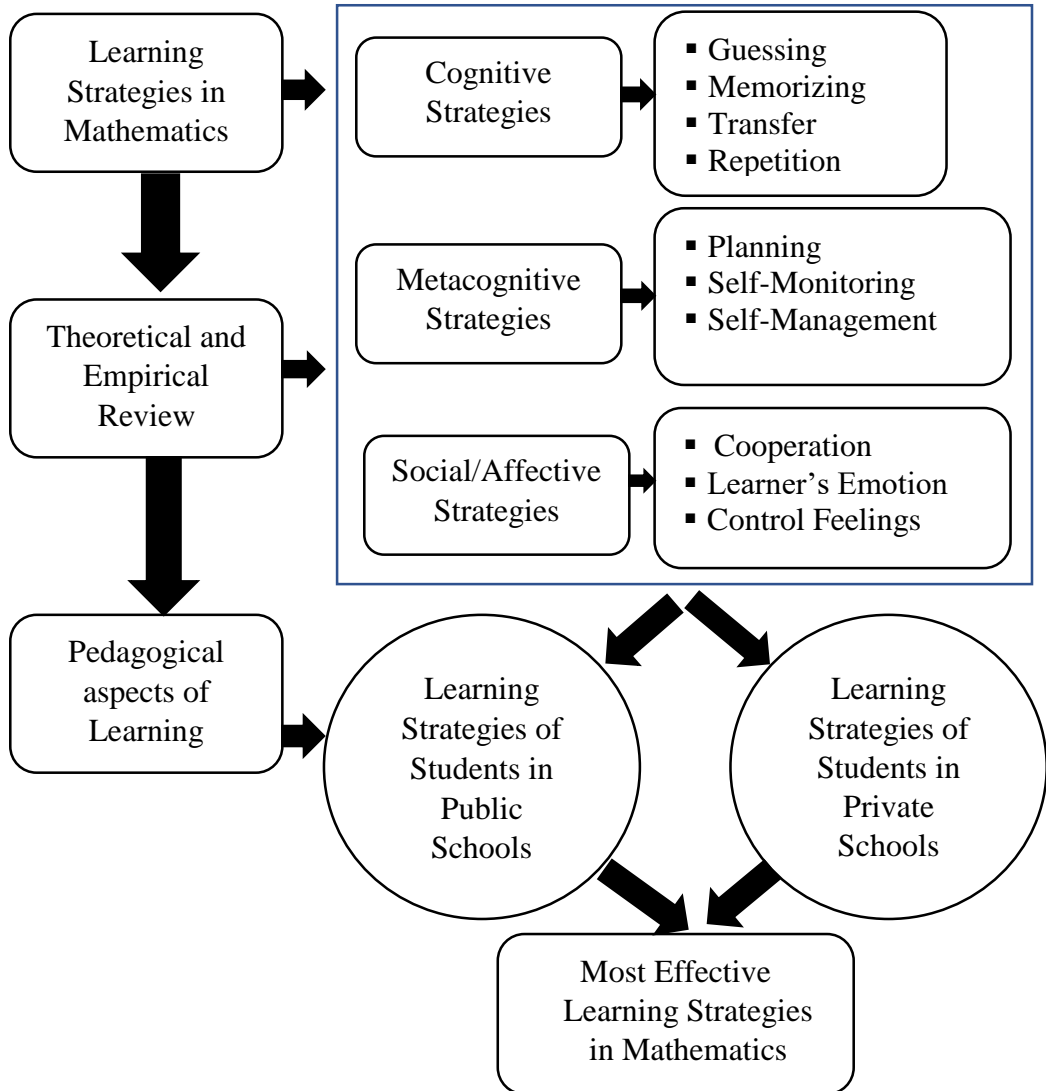 Learning
Strategies in
Mathematics
Cognitive
Strategies
▪ Guessing
▪ Memorizing
▪ Transfer
▪ Repetition
Theoretical and
Empirical
Review
Metacognitive
Strategies
▪ Planning
▪ Self-Monitoring
▪ Self-Management
Social/Affective
Strategies
▪ Cooperation
▪ Learner’s Emotion
▪ Control Feelings
Pedagogical
aspects of
Learning
Learning
Strategies of
Students in
Public
Schools
Learning
Strategies of
Students in
Private
Schools
Most Effective
Learning Strategies
in Mathematics